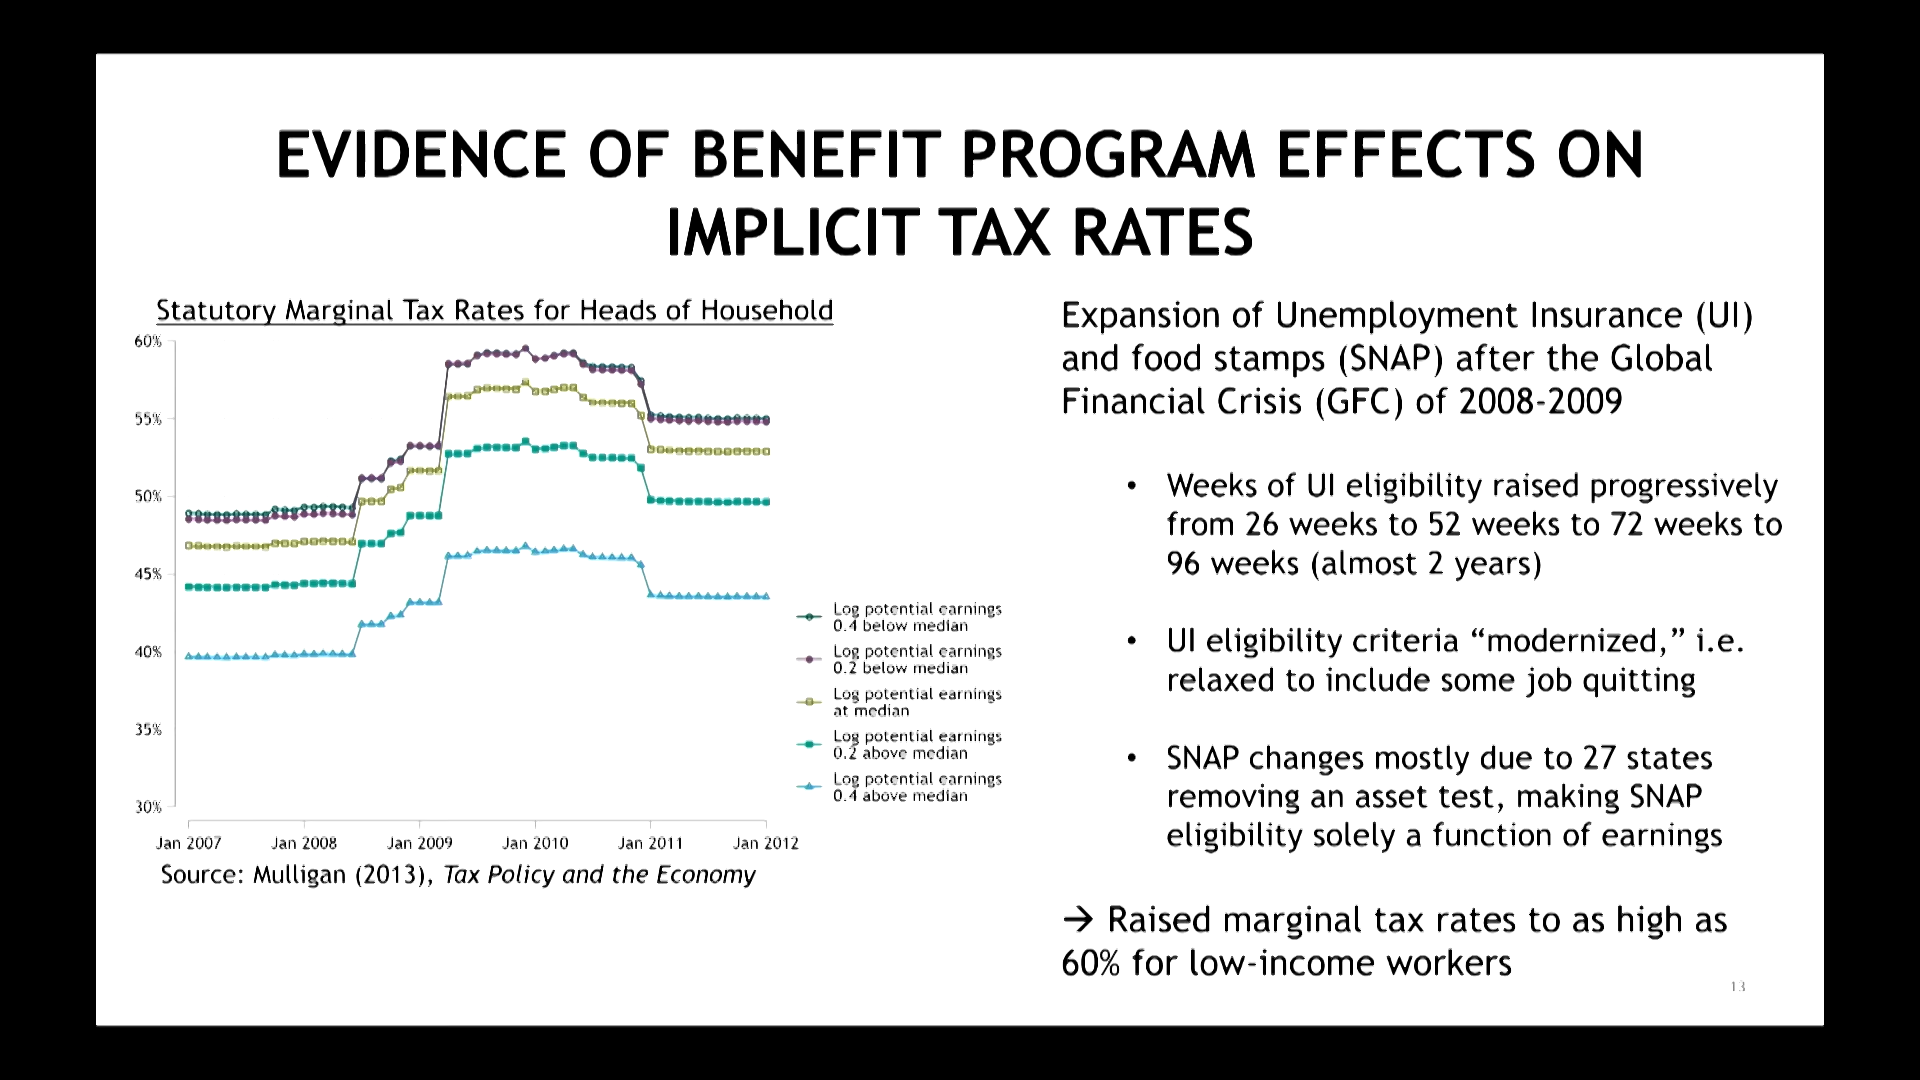 EVIDENCE OF BENEFIT PROGRAM EFFECTS ON
IMPLICIT TAX RATES
Statutory Marginal Tax Rates for Heads of Household
60%
55%
50%
45%
40%
35%
30%
Jan 2007
Jan 2008
Jan 2009
Jan 2010
Jan 2011
Jan 2012
Log potential earnings
0.4 below median
Log potential earnings
0.2 below median
Log potential earnings
at median
Log potential earnings
0.2 above median
Log potential earnings
0.4 above median
Source: Mulligan (2013), Tax Policy and the Economy
Expansion of Unemployment Insurance (UI)
and food stamps (SNAP) after the Global
Financial Crisis (GFC) of 2008-2009
• Weeks of UI eligibility raised progressively
from 26 weeks to 52 weeks to 72 weeks to
96 weeks (almost 2 years)
• UI eligibility criteria “modernized,” i.e.
relaxed to include some job quitting
• SNAP changes mostly due to 27 states
removing an asset test, making SNAP
eligibility solely a function of earnings
→ Raised marginal tax rates to as high as
60% for low-income workers
13